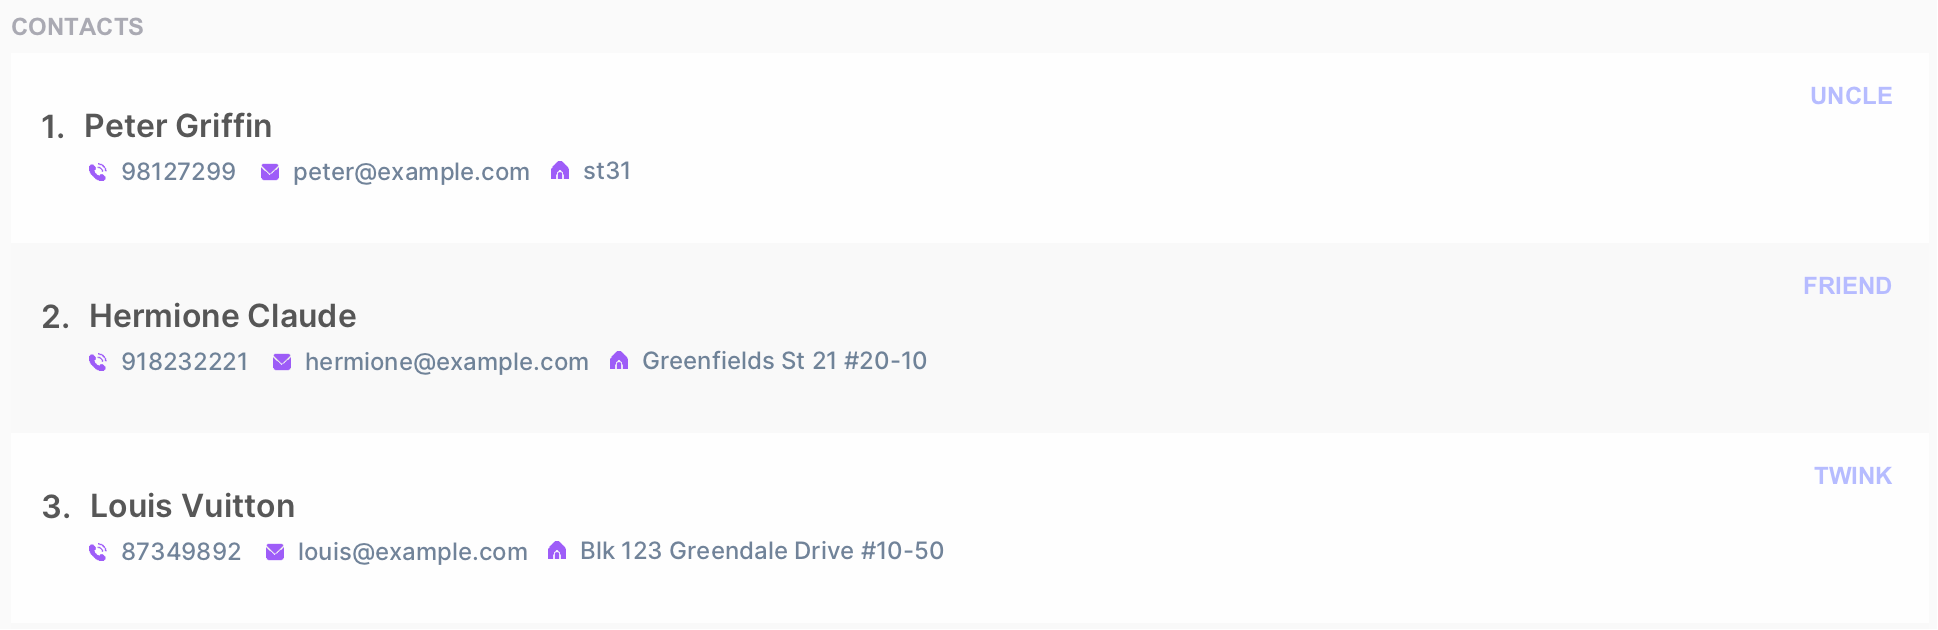 CONTACTS
UNCLE
1. Peter Griffin
98127299 peter@example.com st31
FRIEND
2. Hermione Claude
918232221 hermione@example.com Greenfields St 21 #20-10
TWINK
3. Louis Vuitton
87349892 louis@example.com Blk 123 Greendale Drive #10-50